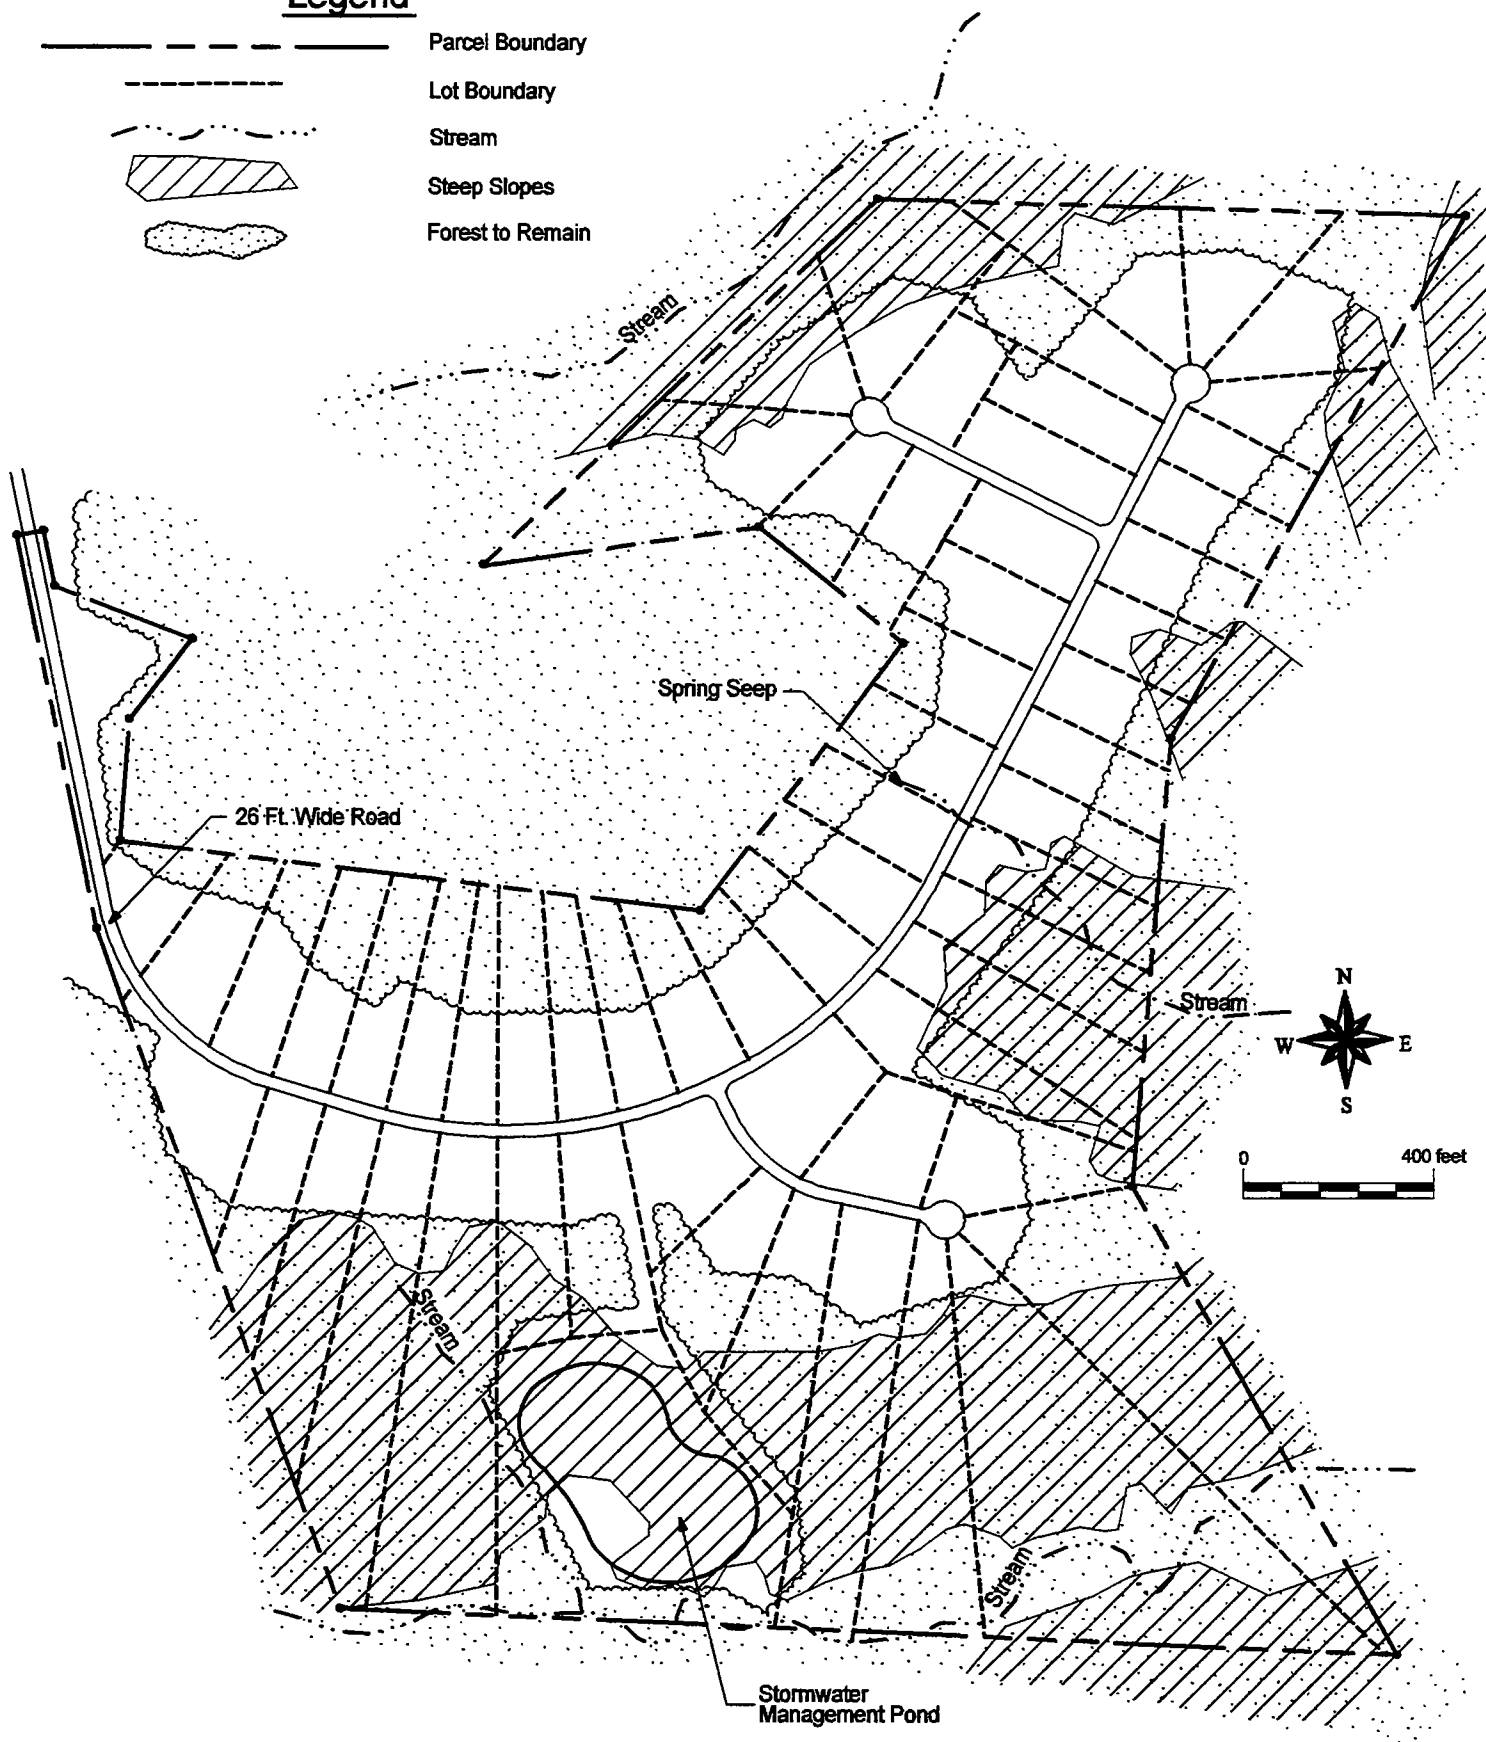 Legend
Parcel Boundary
Lot Boundary
Stream
Steep Slopes
Forest to Remain
Stream
Spring Seep
26 Ft. Wide Road
Stream
N
W E
S
0 400 feet
Stream
Stream
Stormwater
Management Pond